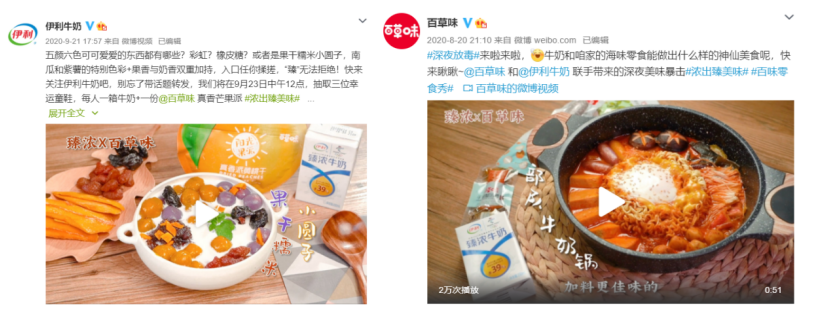 伊利
伊利牛奶
2020-9-21 17:57 来自 微博视频 已编辑
五颜六色可可爱爱的东西都有哪些？彩虹？橡皮糖？或者是果干糯米小圆子，南
瓜和紫薯的特别色彩+果香与奶香双重加持，入口任你揉搓，“臻”无法拒绝！快来
关注伊利牛奶吧，别忘了带话题转发，我们将在9月23日中午12点，抽取三位幸
运童鞋，每人一箱牛奶+一份@百草味 真香芒果派 #浓出臻美味# ...
展开全文
臻浓X百草味
臻浓牛奶
果干糯米
小圆子
百草味
百草味
2020-8-20 21:10 来自 微博 weibo.com 已编辑
#深夜放毒#来啦来啦，牛奶和咱家的海味零食能做出什么样的神仙美食呢，快
来瞅瞅~@百草味 和@伊利牛奶 联手带来的深夜美味暴击#浓出臻美味# #百味零
食秀# 百草味的微博视频
臻浓X百草味
部队牛奶锅
臻浓牛奶
加料更佳味的
2万次播放
0:51